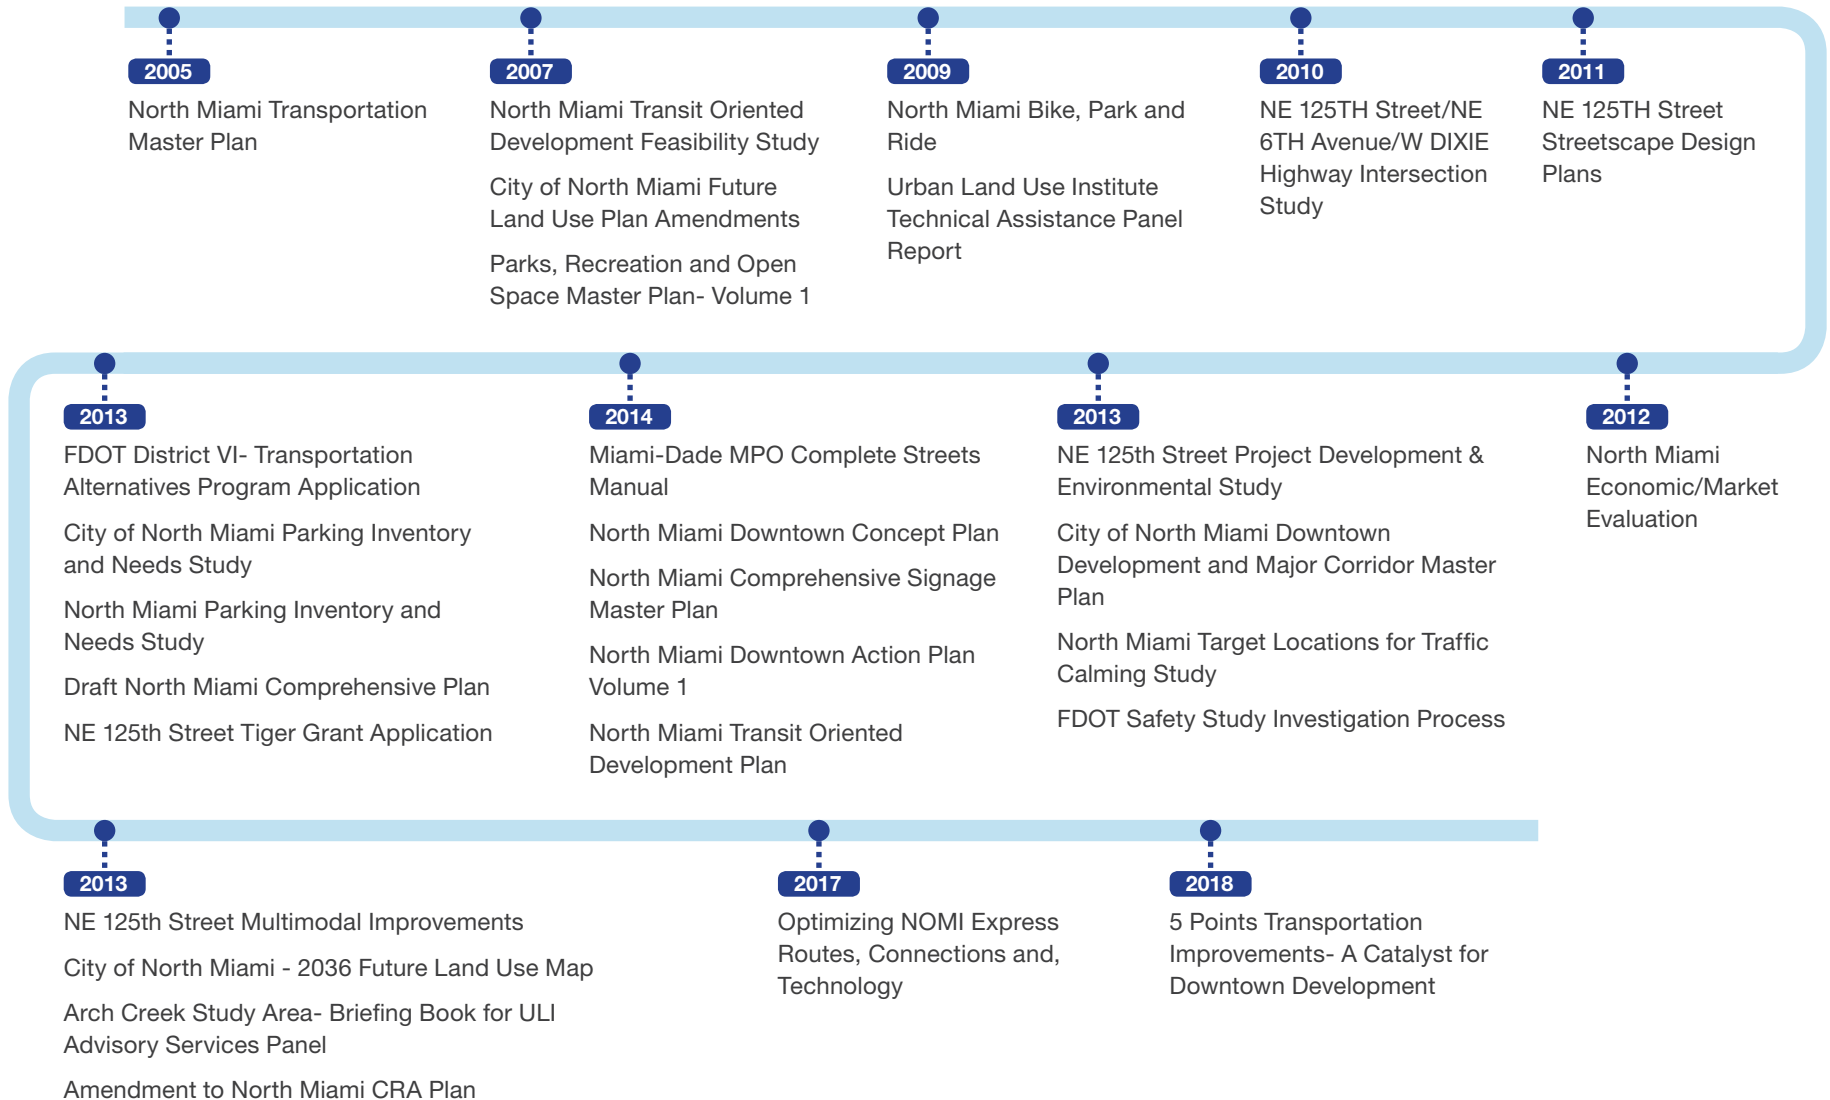 2005
North Miami Transportation
Master Plan
2007
North Miami Transit Oriented
Development Feasibility Study
City of North Miami Future
Land Use Plan Amendments
Parks, Recreation and Open
Space Master Plan- Volume 1
2009
North Miami Bike, Park and
Ride
Urban Land Use Institute
Technical Assistance Panel
Report
2010
NE 125TH Street/NE
6TH Avenue/W DIXIE
Highway Intersection
Study
2011
NE 125TH Street
Streetscape Design
Plans
2013
FDOT District VI- Transportation
Alternatives Program Application
City of North Miami Parking Inventory
and Needs Study
North Miami Parking Inventory and
Needs Study
Draft North Miami Comprehensive Plan
NE 125th Street Tiger Grant Application
2014
Miami-Dade MPO Complete Streets
Manual
North Miami Downtown Concept Plan
North Miami Comprehensive Signage
Master Plan
North Miami Downtown Action Plan
Volume 1
North Miami Transit Oriented
Development Plan
2013
NE 125th Street Project Development &
Environmental Study
City of North Miami Downtown
Development and Major Corridor Master
Plan
North Miami Target Locations for Traffic
Calming Study
FDOT Safety Study Investigation Process
2012
North Miami
Economic/Market
Evaluation
2013
NE 125th Street Multimodal Improvements
City of North Miami - 2036 Future Land Use Map
Arch Creek Study Area- Briefing Book for ULI
Advisory Services Panel
Amendment to North Miami CRA Plan
2017
Optimizing NOMI Express
Routes, Connections and,
Technology
2018
5 Points Transportation
Improvements- A Catalyst for
Downtown Development